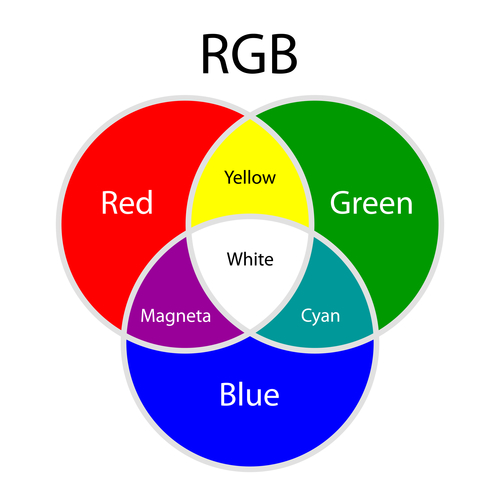 RGB
Yellow
Red
Green
White
Magneta
Cyan
Blue